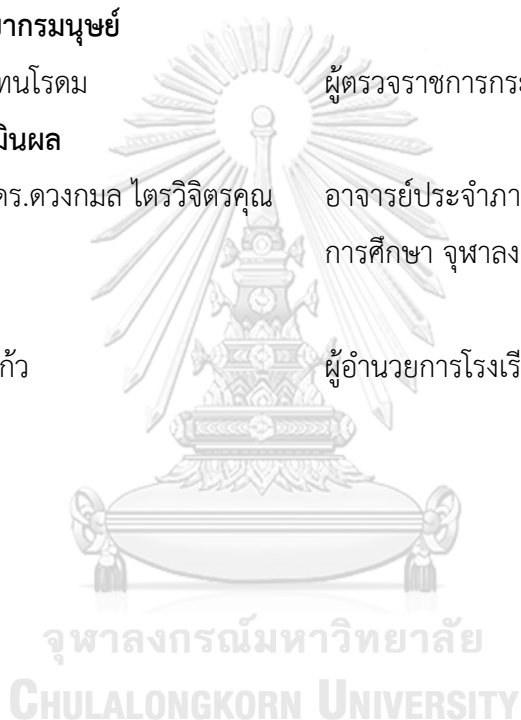 ยากรมนุษย์
ทนโรดม ผู้ตรวจราชการกระ
มินผล
ดร.ดวงกมล ไตรวิจิตรคุณ อาจารย์ประจำภา
การศึกษา จุฬาลง
ก้ว ผู้อำนวยการโรงเรี
จุฬาลงกรณ์มหาวิทยาลัย
CHULALONGKORN UNIVERSITY